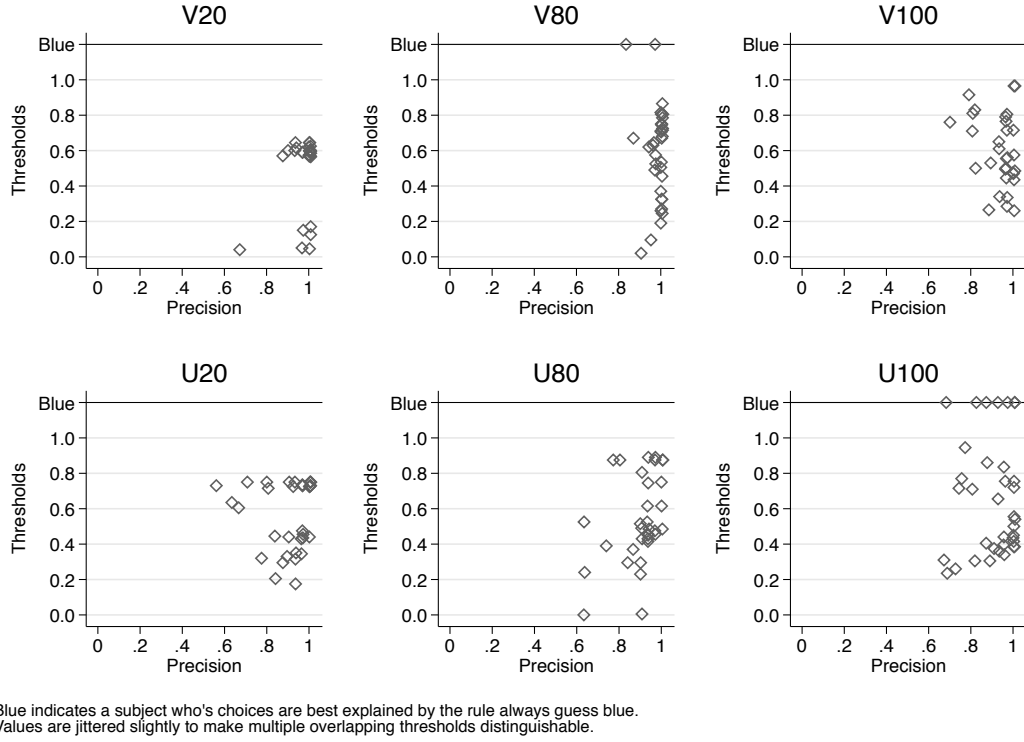 V20 V80 V100
Blue Blue Blue
1.0 1.0 1.0
0.8 0.8 0.8
0.6 0.6 0.6
0.4 0.4 0.4
0.2 0.2 0.2
0.0 0.0 0.0
Thresholds Thresholds Thresholds
0 .2 .4 .6 .8 1 0 .2 .4 .6 .8 1 0 .2 .4 .6 .8 1
Precision Precision Precision
U20 U80 U100
Blue Blue Blue
1.0 1.0 1.0
0.8 0.8 0.8
0.6 0.6 0.6
0.4 0.4 0.4
0.2 0.2 0.2
0.0 0.0 0.0
Thresholds Thresholds Thresholds
0 .2 .4 .6 .8 1 0 .2 .4 .6 .8 1 0 .2 .4 .6 .8 1
Precision Precision Precision
Blue indicates a subject who's choices are best explained by the rule always guess blue.
Values are jittered slightly to make multiple overlapping thresholds distinguishable.